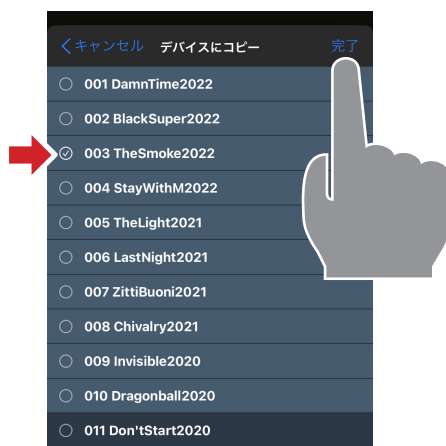 キャンセル デバイスにコピー 完了
001 DamnTime2022
002 BlackSuper2022
003 TheSmoke2022
004 StayWithM2022
005 TheLight2021
006 LastNight2021
007 ZittiBuoni2021
008 Chivalry2021
009 Invisible2020
010 Dragonball2020
011 Don'tStart2020